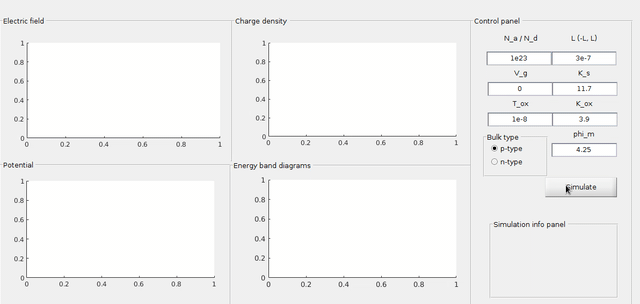 Electric field
1
0.8
0.6
0.4
0.2
0
0 0.2 0.4 0.6 0.8 1
Charge density
1
0.8
0.6
0.4
0.2
0
0 0.2 0.4 0.6 0.8 1
Potential
1
0.8
0.6
0.4
0.2
0
0 0.2 0.4 0.6 0.8 1
Energy band diagrams
1
0.8
0.6
0.4
0.2
0
0 0.2 0.4 0.6 0.8 1
Control panel
N_a / N_d L (-L, L)
1e23 3e-7
V_g K_s
0 11.7
T_ox K_ox
1e-8 3.9
Bulk type phi_m
p-type 4.25
n-type
Simulate
Simulation info panel